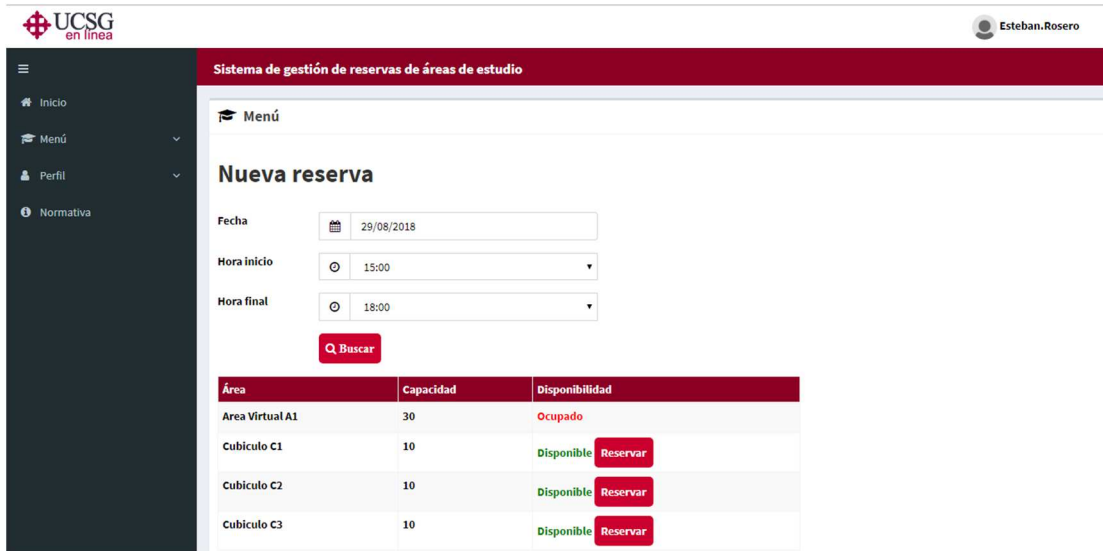 UCSG
en línea
Esteban.Rosero
Sistema de gestión de reservas de áreas de estudio
Inicio
Menú
Perfil
Normativa
Menú
Nueva reserva
Fecha 29/08/2018
Hora inicio 15:00
Hora final 18:00
Buscar
Área Capacidad Disponibilidad
Area Virtual A1 30 Ocupado
Cubiculo C1 10 Disponible Reservar
Cubiculo C2 10 Disponible Reservar
Cubiculo C3 10 Disponible Reservar